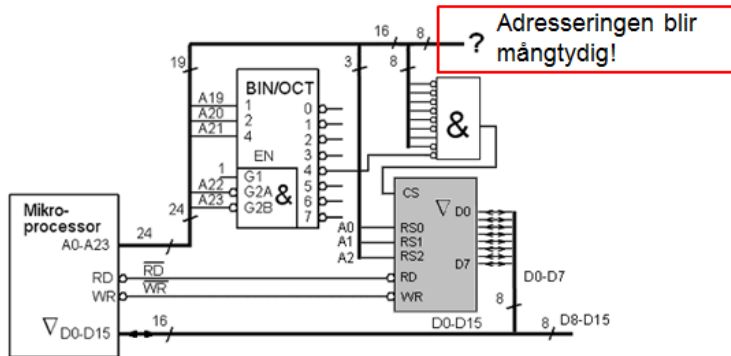 Adresseringen blir
mångtydig!
?
16
8
19
3
8
BIN/OCT
A19
A20
A21
1
2
4
EN
0
1
2
3
4
5
6
7
&
1
A22
A23
G1
G2A
G2B
&
24
Mikro-
processor
A0-A23
24
RD
WR
RD
WR
D0-D15
16
CS
A0
A1
A2
RS0
RS1
RS2
RD
WR
D0
D7
D0-D7
8
D0-D15
8
D8-D15